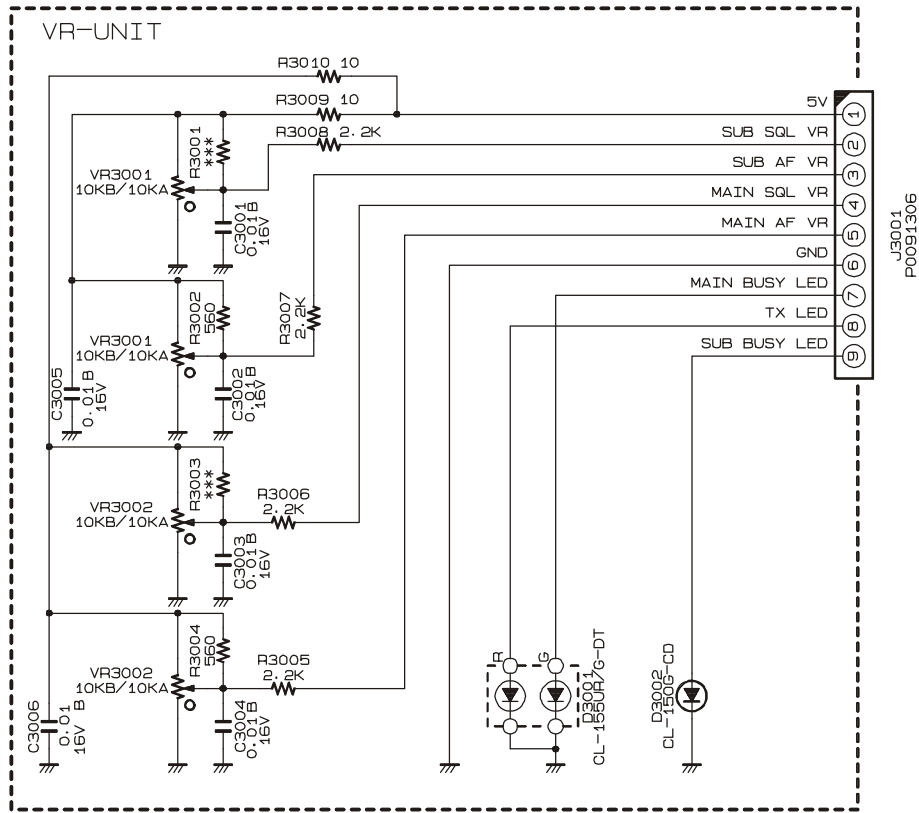 VR-UNIT
R3010 10
R3009 10
R3008 2.2K
R3001
***
VR3001
10KB/10KA
C3001
0.01B
16V
5V
SUB SQL VR
SUB AF VR
MAIN SQL VR
MAIN AF VR
GND
MAIN BUSY LED
TX LED
SUB BUSY LED
1
2
3
4
5
6
7
8
9
J3001
P0091306
R3002
560
R3007
2.2K
VR3001
10KB/10KA
C3005
0.01B
16V
C3002
0.01B
16V
R3003
***
VR3002
10KB/10KA
R3006
2.2K
C3003
0.01B
16V
R3004
560
VR3002
10KB/10KA
R3005
2.2K
C3006
0.01
16V B
C3004
0.01B
16V
R
G
D3001
CL-155UR/G-DT
D3002
CL-150G-CD